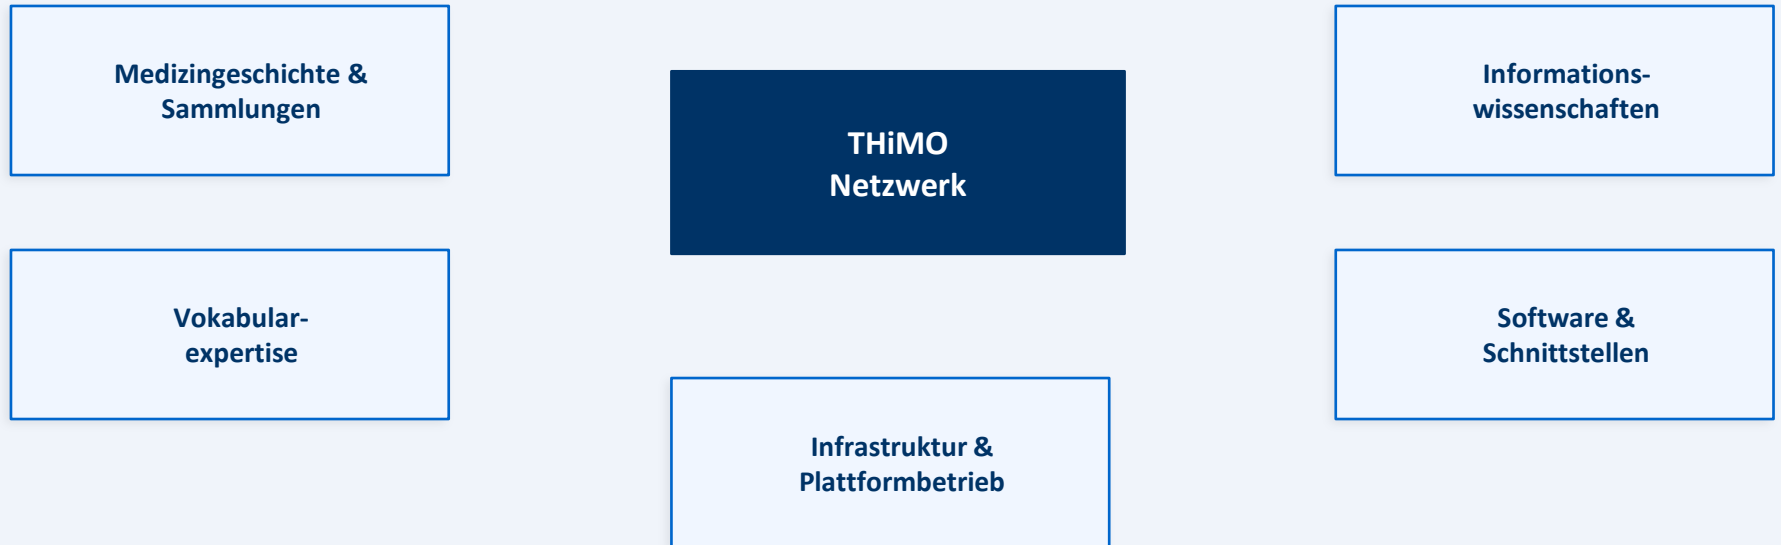 Medizingeschichte &
Sammlungen
THiMO
Netzwerk
Informations-
wissenschaften
Vokabular-
expertise
Software &
Schnittstellen
Infrastruktur &
Plattformbetrieb